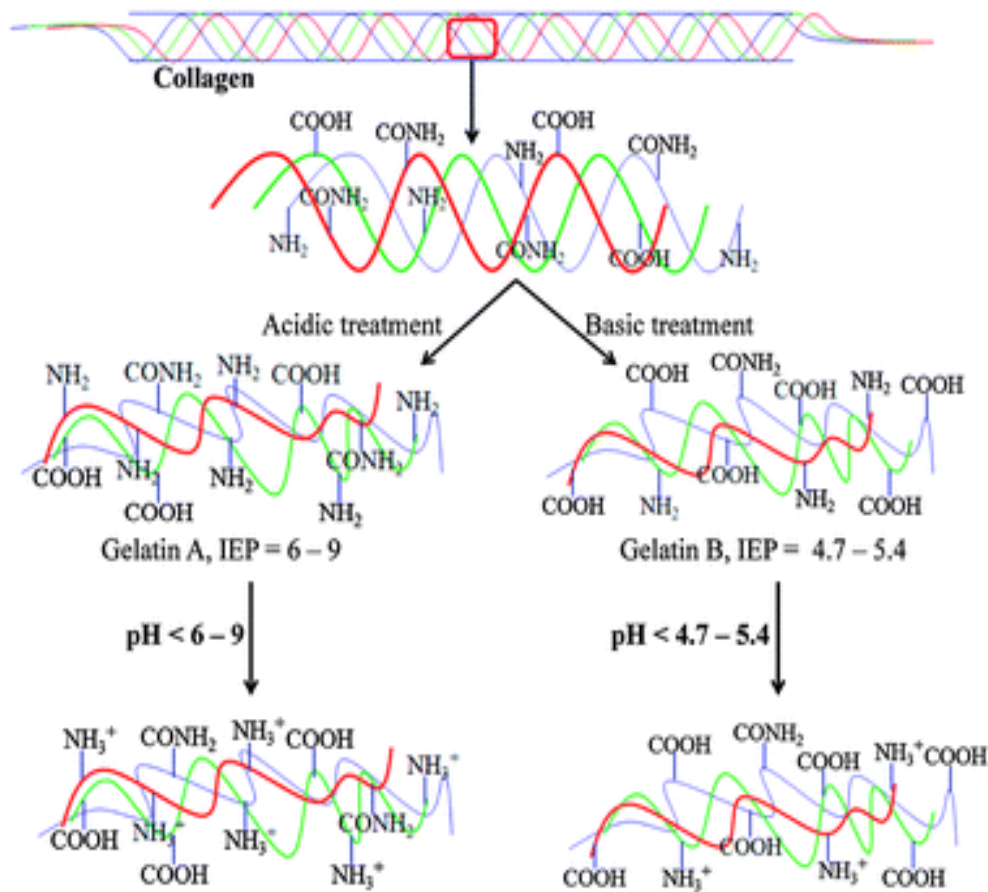 Collagen
COOH
CONH₂
COOH
NH₂
CONH₂
CONH₂
NH₂
NH₂
CONH₂
COOH
NH₂
Acidic treatment
Basic treatment
NH₂
CONH₂
NH₂
COOH
NH₂
COOH
NH₂
NH₂
CONH₂
COOH
NH₂
COOH
CONH₂
COOH
NH₂
COOH
COOH
NH₂
COOH
NH₂
COOH
Gelatin A, IEP = 6 – 9
Gelatin B, IEP = 4.7 – 5.4
pH < 6 – 9
pH < 4.7 – 5.4
NH₃⁺
CONH₂
NH₃⁺
COOH
NH₃⁺
COOH
NH₃⁺
NH₃⁺
CONH₂
COOH
NH₃⁺
COOH
CONH₂
COOH
NH₃⁺
COOH
COOH
NH₃⁺
COOH
NH₃⁺
COOH